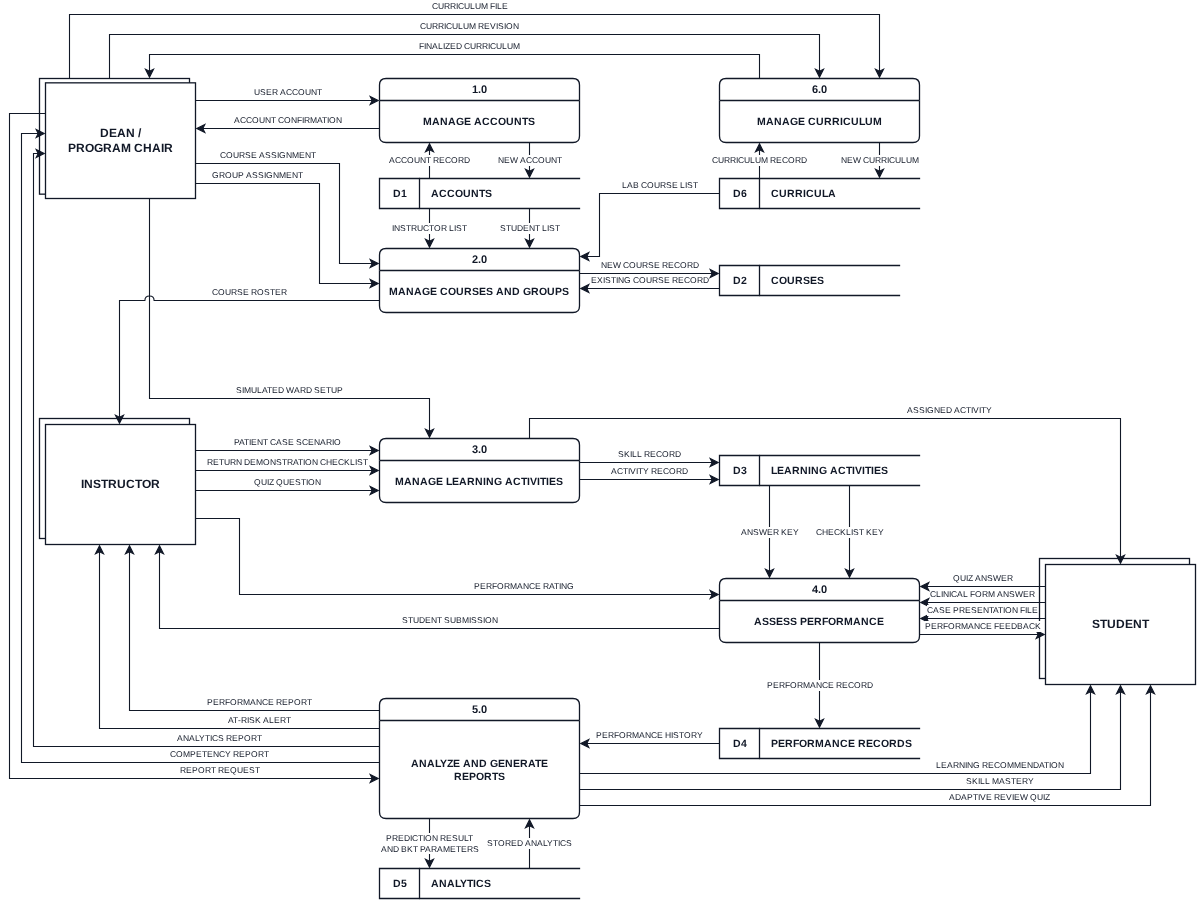 CURRICULUM FILE
CURRICULUM REVISION
FINALIZED CURRICULUM
DEAN /
PROGRAM CHAIR
USER ACCOUNT
ACCOUNT CONFIRMATION
COURSE ASSIGNMENT
GROUP ASSIGNMENT
1.0
MANAGE ACCOUNTS
6.0
MANAGE CURRICULUM
ACCOUNT RECORD
NEW ACCOUNT
CURRICULUM RECORD
NEW CURRICULUM
D1
ACCOUNTS
LAB COURSE LIST
D6
CURRICULA
INSTRUCTOR LIST
STUDENT LIST
2.0
MANAGE COURSES AND GROUPS
NEW COURSE RECORD
EXISTING COURSE RECORD
D2
COURSES
COURSE ROSTER
SIMULATED WARD SETUP
ASSIGNED ACTIVITY
INSTRUCTOR
PATIENT CASE SCENARIO
RETURN DEMONSTRATION CHECKLIST
QUIZ QUESTION
3.0
MANAGE LEARNING ACTIVITIES
SKILL RECORD
ACTIVITY RECORD
D3
LEARNING ACTIVITIES
ANSWER KEY
CHECKLIST KEY
PERFORMANCE RATING
STUDENT SUBMISSION
4.0
ASSESS PERFORMANCE
QUIZ ANSWER
CLINICAL FORM ANSWER
CASE PRESENTATION FILE
PERFORMANCE FEEDBACK
STUDENT
PERFORMANCE RECORD
PERFORMANCE REPORT
AT-RISK ALERT
ANALYTICS REPORT
COMPETENCY REPORT
REPORT REQUEST
5.0
ANALYZE AND GENERATE
REPORTS
PERFORMANCE HISTORY
D4
PERFORMANCE RECORDS
LEARNING RECOMMENDATION
SKILL MASTERY
ADAPTIVE REVIEW QUIZ
PREDICTION RESULT
AND BKT PARAMETERS
STORED ANALYTICS
D5
ANALYTICS